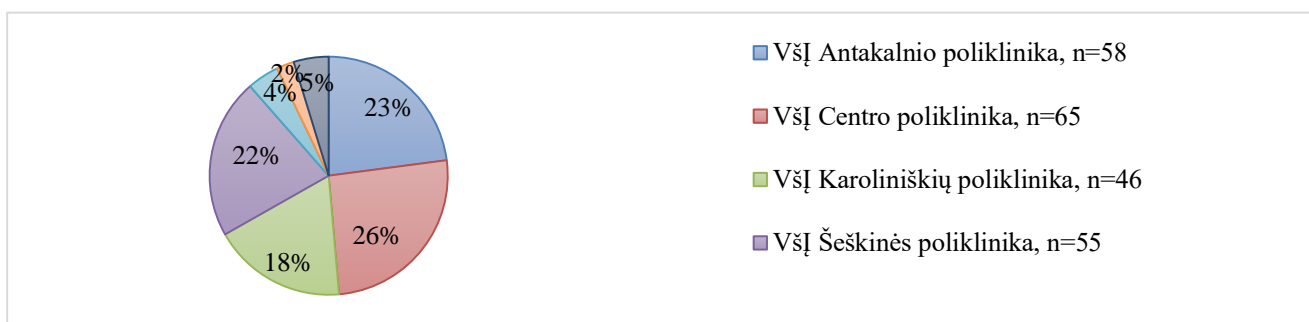 2%
5%
4%
23%
22%
26%
18%
VšĮ Antakalnio poliklinika, n=58
VšĮ Centro poliklinika, n=65
VšĮ Karoliniškių poliklinika, n=46
VšĮ Šeškinės poliklinika, n=55